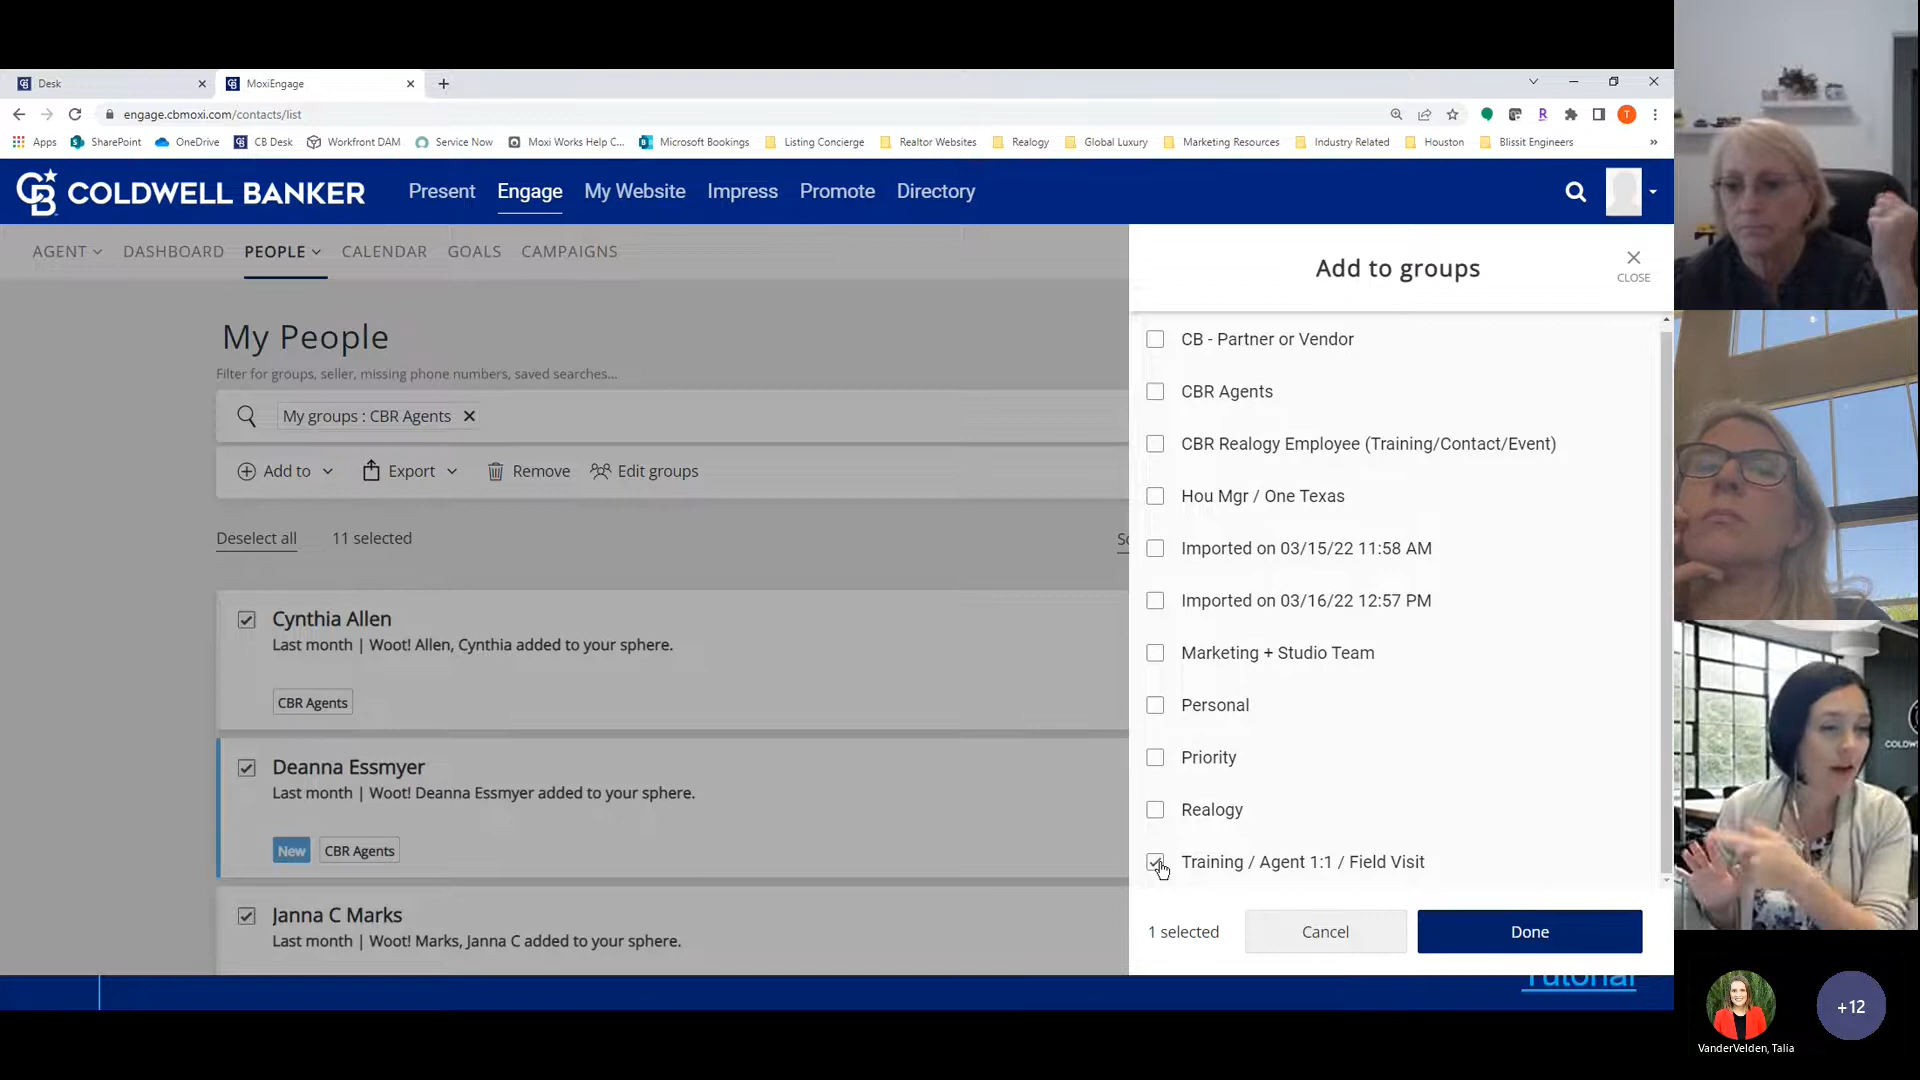 Desk
MoxiEngage
engage.cbmoxi.com/contacts/list
T
Apps SharePoint OneDrive CB Desk Workfront DAM Service Now Moxi Works Help C... Microsoft Bookings Listing Concierge Realtor Websites Realogy Global Luxury Marketing Resources Industry Related Houston Blissit Engineers »
CB COLDWELL BANKER Present Engage My Website Impress Promote Directory
AGENT DASHBOARD PEOPLE CALENDAR GOALS CAMPAIGNS
My People
Filter for groups, seller, missing phone numbers, saved searches...
My groups : CBR Agents
Add to Export Remove Edit groups
Deselect all 11 selected
Cynthia Allen
Last month | Woot! Allen, Cynthia added to your sphere.
CBR Agents
Deanna Essmyer
Last month | Woot! Deanna Essmyer added to your sphere.
New CBR Agents
Janna C Marks
Last month | Woot! Marks, Janna C added to your sphere.
Add to groups
CLOSE
CB - Partner or Vendor
CBR Agents
CBR Realogy Employee (Training/Contact/Event)
Hou Mgr / One Texas
Imported on 03/15/22 11:58 AM
Imported on 03/16/22 12:57 PM
Marketing + Studio Team
Personal
Priority
Realogy
Training / Agent 1:1 / Field Visit
1 selected Cancel Done
Tutorial
+12
VanderVelden, Talia